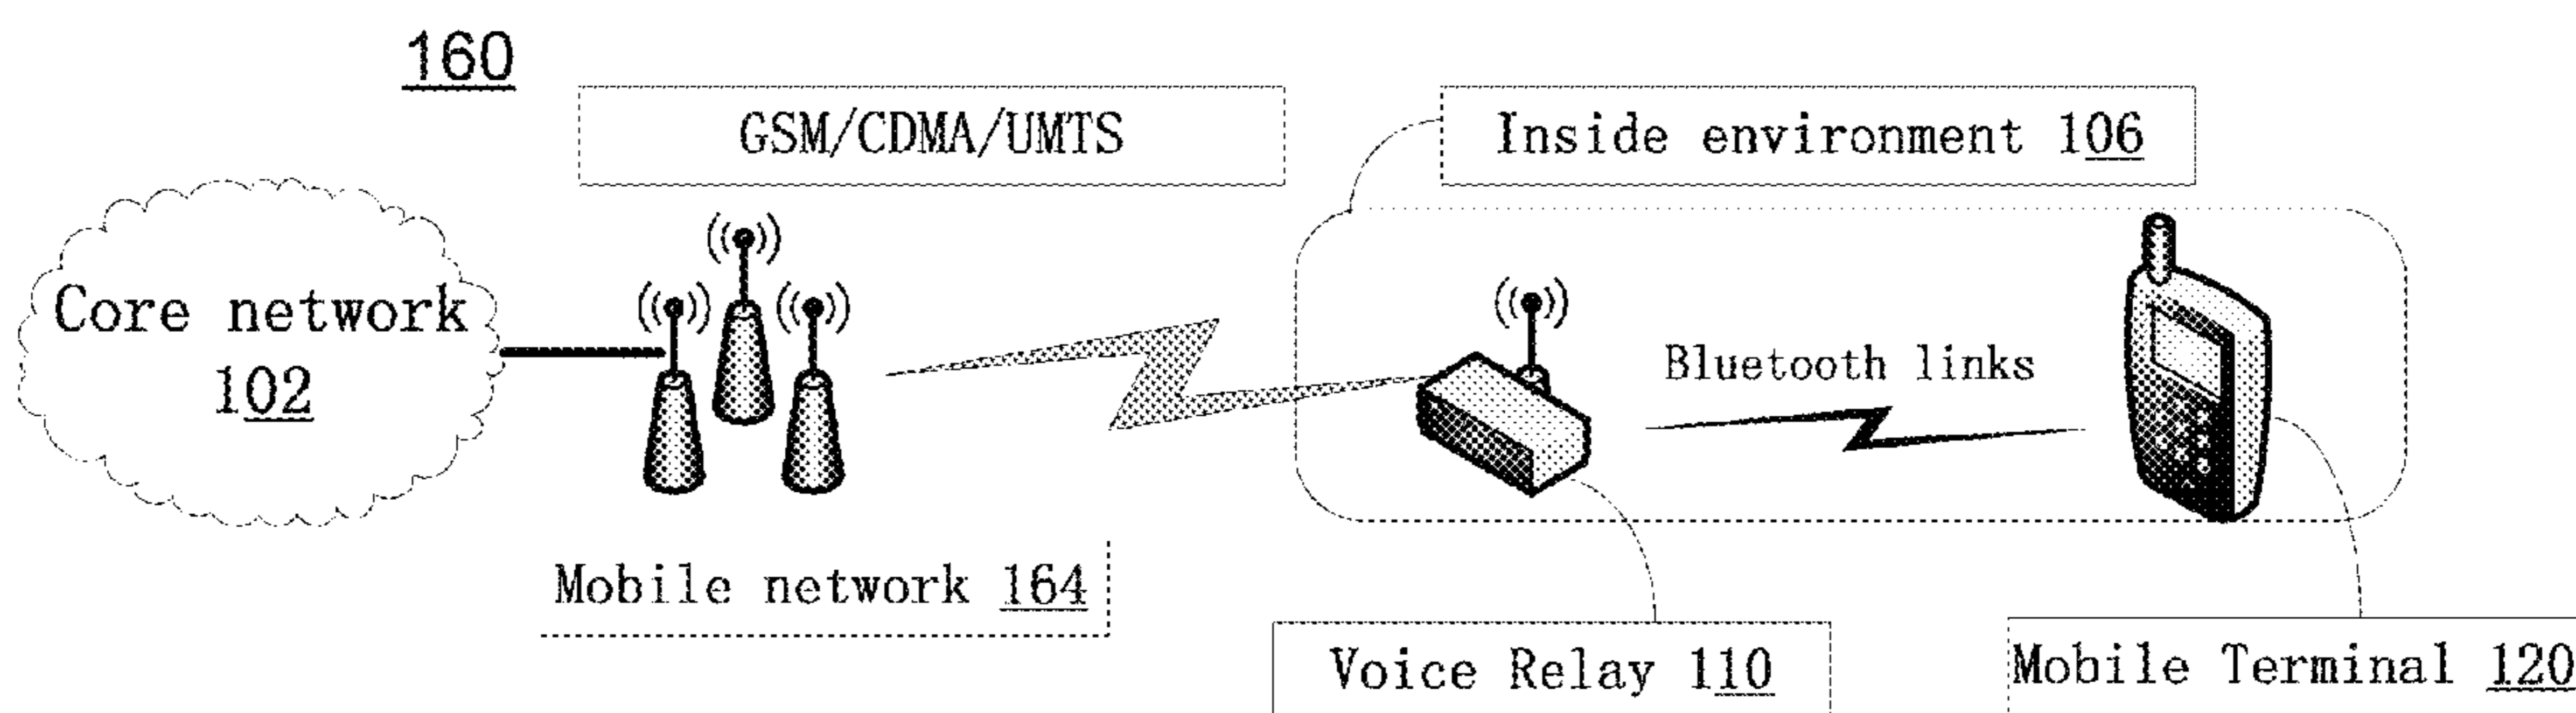 160
GSM/CDMA/UMTS
Inside environment 106
Core network
102
Bluetooth links
Mobile network 164
Voice Relay 110
Mobile Terminal 120